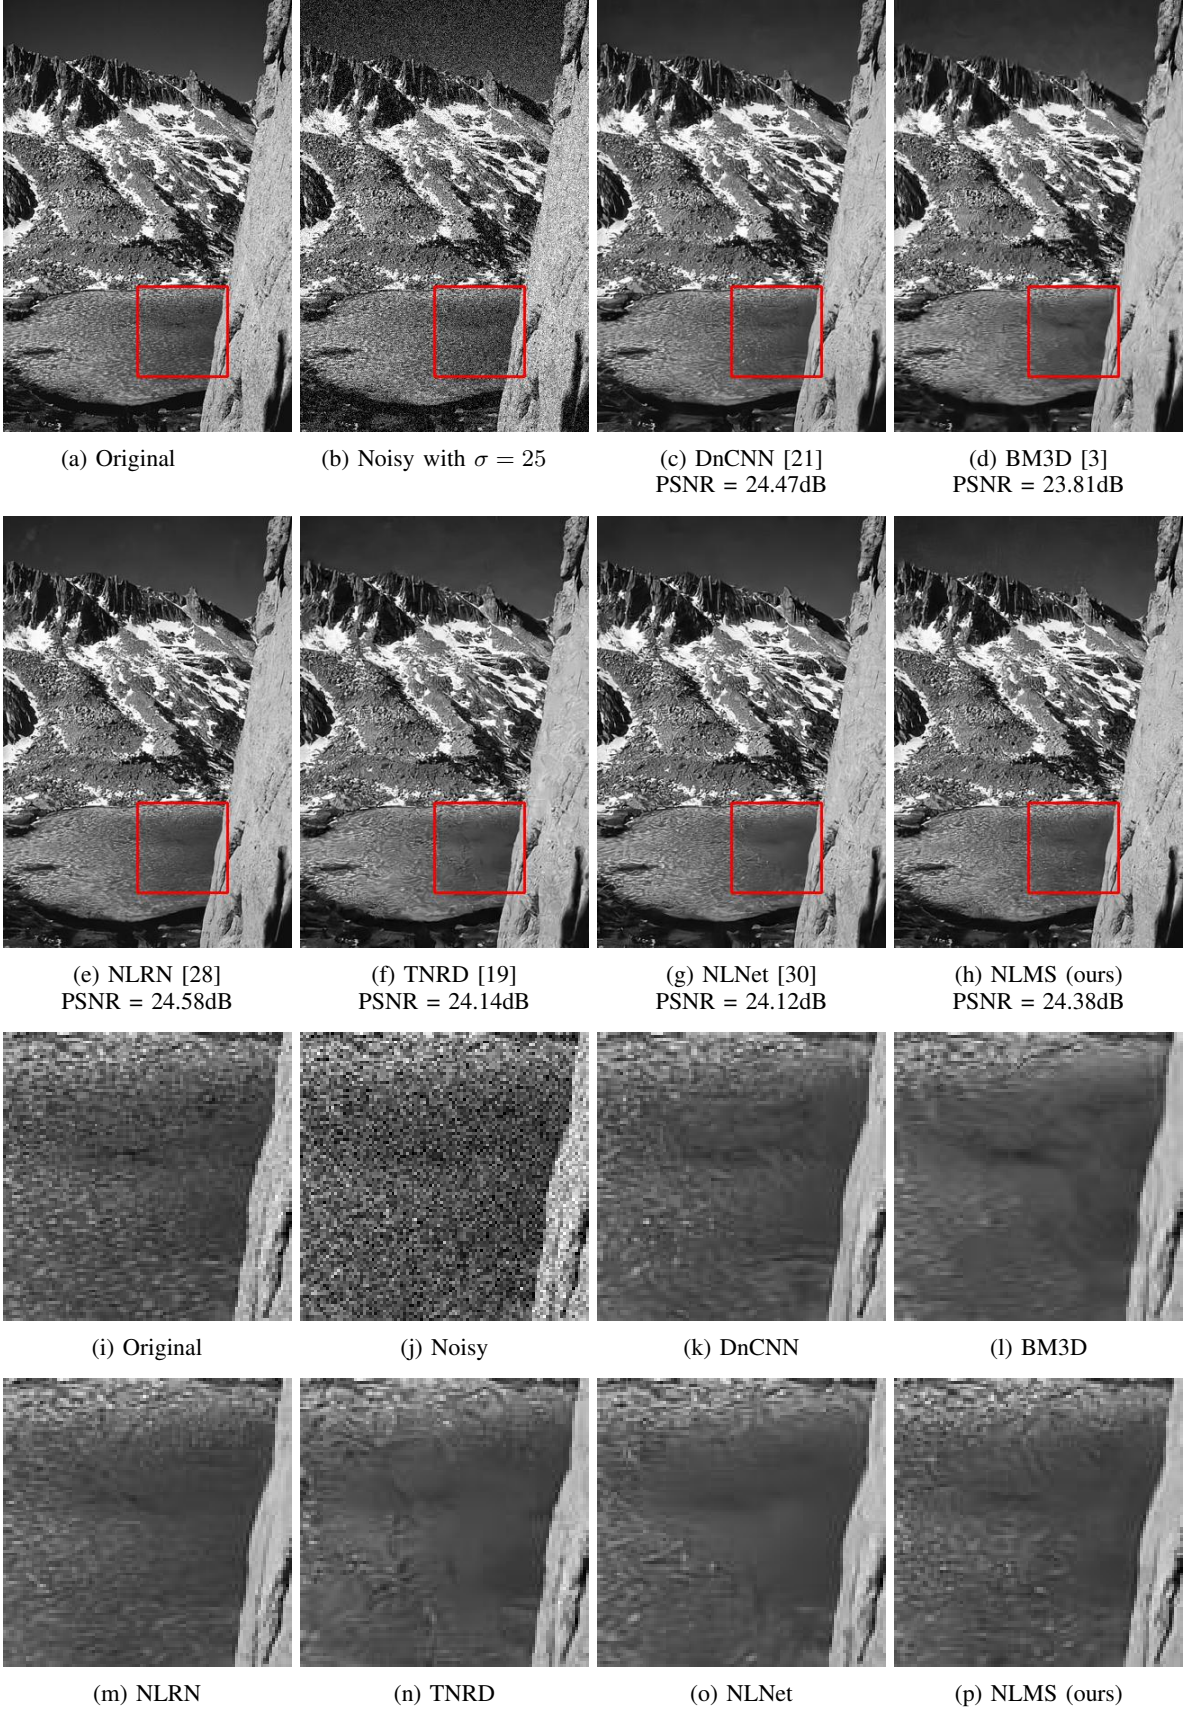 (a) Original
(b) Noisy with σ = 25
(c) DnCNN [21]
PSNR = 24.47dB
(d) BM3D [3]
PSNR = 23.81dB
(e) NLRN [28]
PSNR = 24.58dB
(f) TNRD [19]
PSNR = 24.14dB
(g) NLNet [30]
PSNR = 24.12dB
(h) NLMS (ours)
PSNR = 24.38dB
(i) Original
(j) Noisy
(k) DnCNN
(l) BM3D
(m) NLRN
(n) TNRD
(o) NLNet
(p) NLMS (ours)